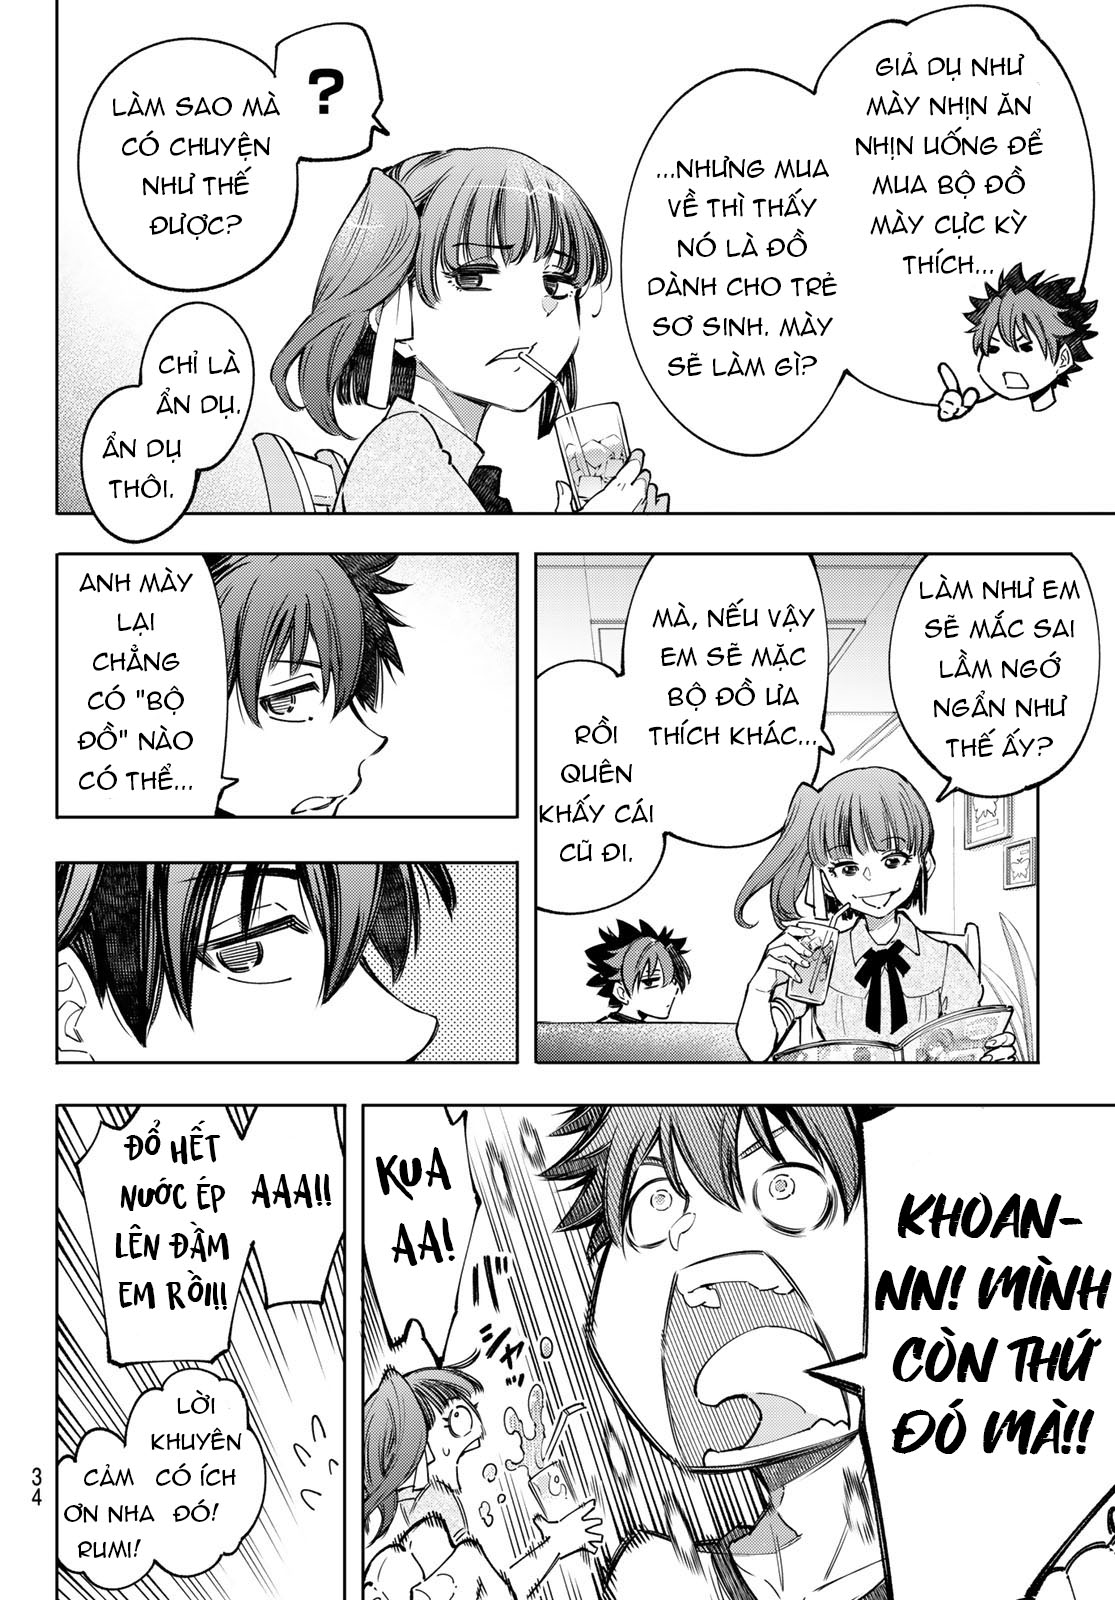 GIẢ DỤ NHƯ
MÀY NHỊN ĂN
NHỊN UỐNG ĐỂ
MUA BỘ ĐỒ
MÀY CỰC KỲ
THÍCH...
...NHƯNG MUA
VỀ THÌ THẤY
NÓ LÀ ĐỒ
DÀNH CHO TRẺ
SƠ SINH. MÀY
SẼ LÀM GÌ?
?
LÀM SAO MÀ
CÓ CHUYỆN
NHƯ THẾ
ĐƯỢC?
CHỈ LÀ
ẨN DỤ.
ẨN DỤ
THÔI.
LÀM NHƯ EM
SẼ MẮC SAI
LẦM NGỚ
NGẨN NHƯ
THẾ ẤY?
MÀ, NẾU VẬY
EM SẼ MẶC
BỘ ĐỒ ƯA
THÍCH KHÁC...
RỒI
QUÊN
KHẤY CÁI
CŨ ĐI.
ANH MÀY
LẠI
CHẲNG
CÓ "BỘ
ĐỒ" NÀO
CÓ THỂ...
KHOAN-
NN! MÌNH
CÒN THỨ
ĐÓ MÀ!!
KUA
AA!
AAA!!
ĐỔ HẾT
NƯỚC ÉP
LÊN ĐẦM
EM RỒI!!!
LỜI
KHUYÊN
CÓ ÍCH
ĐÓ!
CẢM
ƠN NHA
RUMI!
34